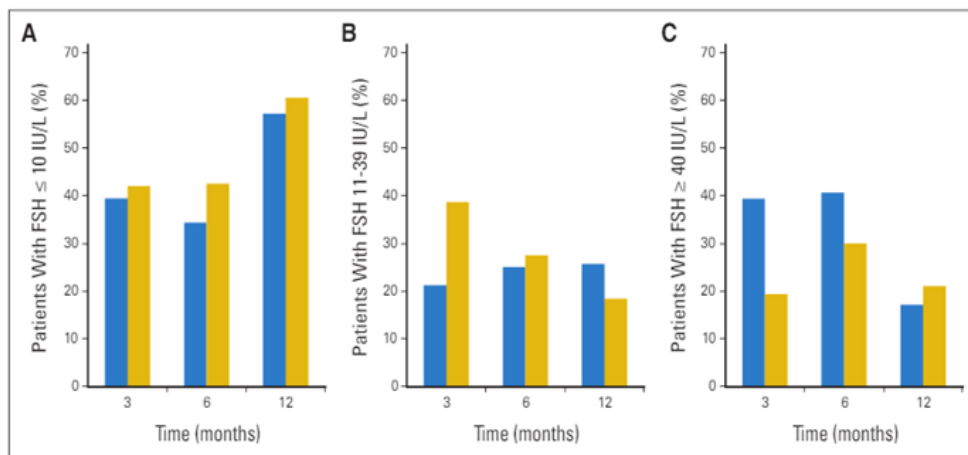 A
Patients With FSH ≤ 10 IU/L (%)
70
60
50
40
30
20
10
0
3 6 12
Time (months)
B
Patients With FSH 11-39 IU/L (%)
70
60
50
40
30
20
10
0
3 6 12
Time (months)
C
Patients With FSH ≥ 40 IU/L (%)
70
60
50
40
30
20
10
0
3 6 12
Time (months)